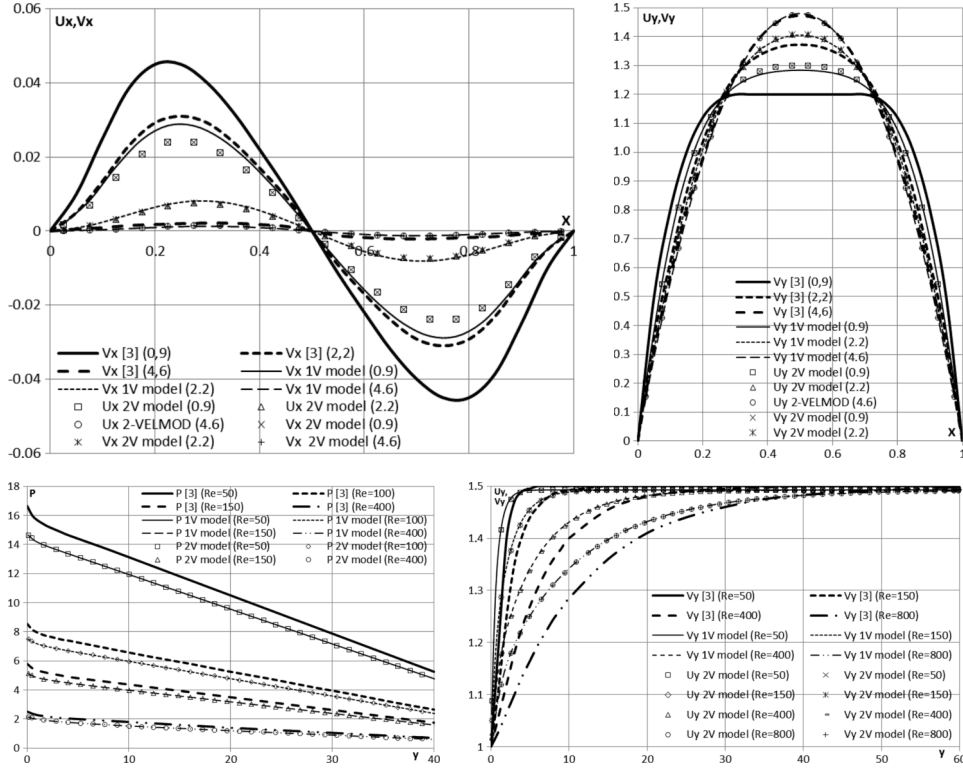 0.06
Ux,Vx
0.04
0.02
0
-0.02
-0.04
-0.06
0
0.2
0.4
0.6
0.8
1
X
Vx [3] (0,9)
Vx [3] (2,2)
Vx [3] (4,6)
Vx 1V model (0.9)
Vx 1V model (2.2)
Vx 1V model (4.6)
Ux 2V model (0.9)
Ux 2V model (2.2)
Ux 2-VELMOD (4.6)
Vx 2V model (0.9)
Vx 2V model (2.2)
Vx 2V model (4.6)
1.5
Uy,Vy
1.4
1.3
1.2
1.1
1.0
0.9
0.8
0.7
0.6
0.5
0.4
0.3
0.2
0.1
0
0
0.2
0.4
0.6
0.8
X
1
Vy [3] (0,9)
Vy [3] (2,2)
Vy [3] (4,6)
Vy 1V model (0.9)
Vy 1V model (2.2)
Vy 1V model (4.6)
Uy 2V model (0.9)
Uy 2V model (2.2)
Uy 2-VELMOD (4.6)
Vy 2V model (0.9)
Vy 2V model (2.2)
18
P
16
14
12
10
8
6
4
2
0
0
10
20
30
y
40
P [3] (Re=50)
P [3] (Re=100)
P [3] (Re=150)
P [3] (Re=400)
P 1V model (Re=50)
P 1V model (Re=100)
P 1V model (Re=150)
P 1V model (Re=400)
P 2V model (Re=50)
P 2V model (Re=100)
P 2V model (Re=150)
P 2V model (Re=400)
1.5
Uy,
Vy
1.4
1.3
1.2
1.1
1
0
10
20
30
40
50
y
60
Vy [3] (Re=50)
Vy [3] (Re=150)
Vy [3] (Re=400)
Vy [3] (Re=800)
Vy 1V model (Re=50)
Vy 1V model (Re=150)
Vy 1V model (Re=400)
Vy 1V model (Re=800)
Uy 2V model (Re=50)
Vy 2V model (Re=50)
Uy 2V model (Re=150)
Vy 2V model (Re=150)
Uy 2V model (Re=400)
Vy 2V model (Re=400)
Uy 2V model (Re=800)
Vy 2V model (Re=800)